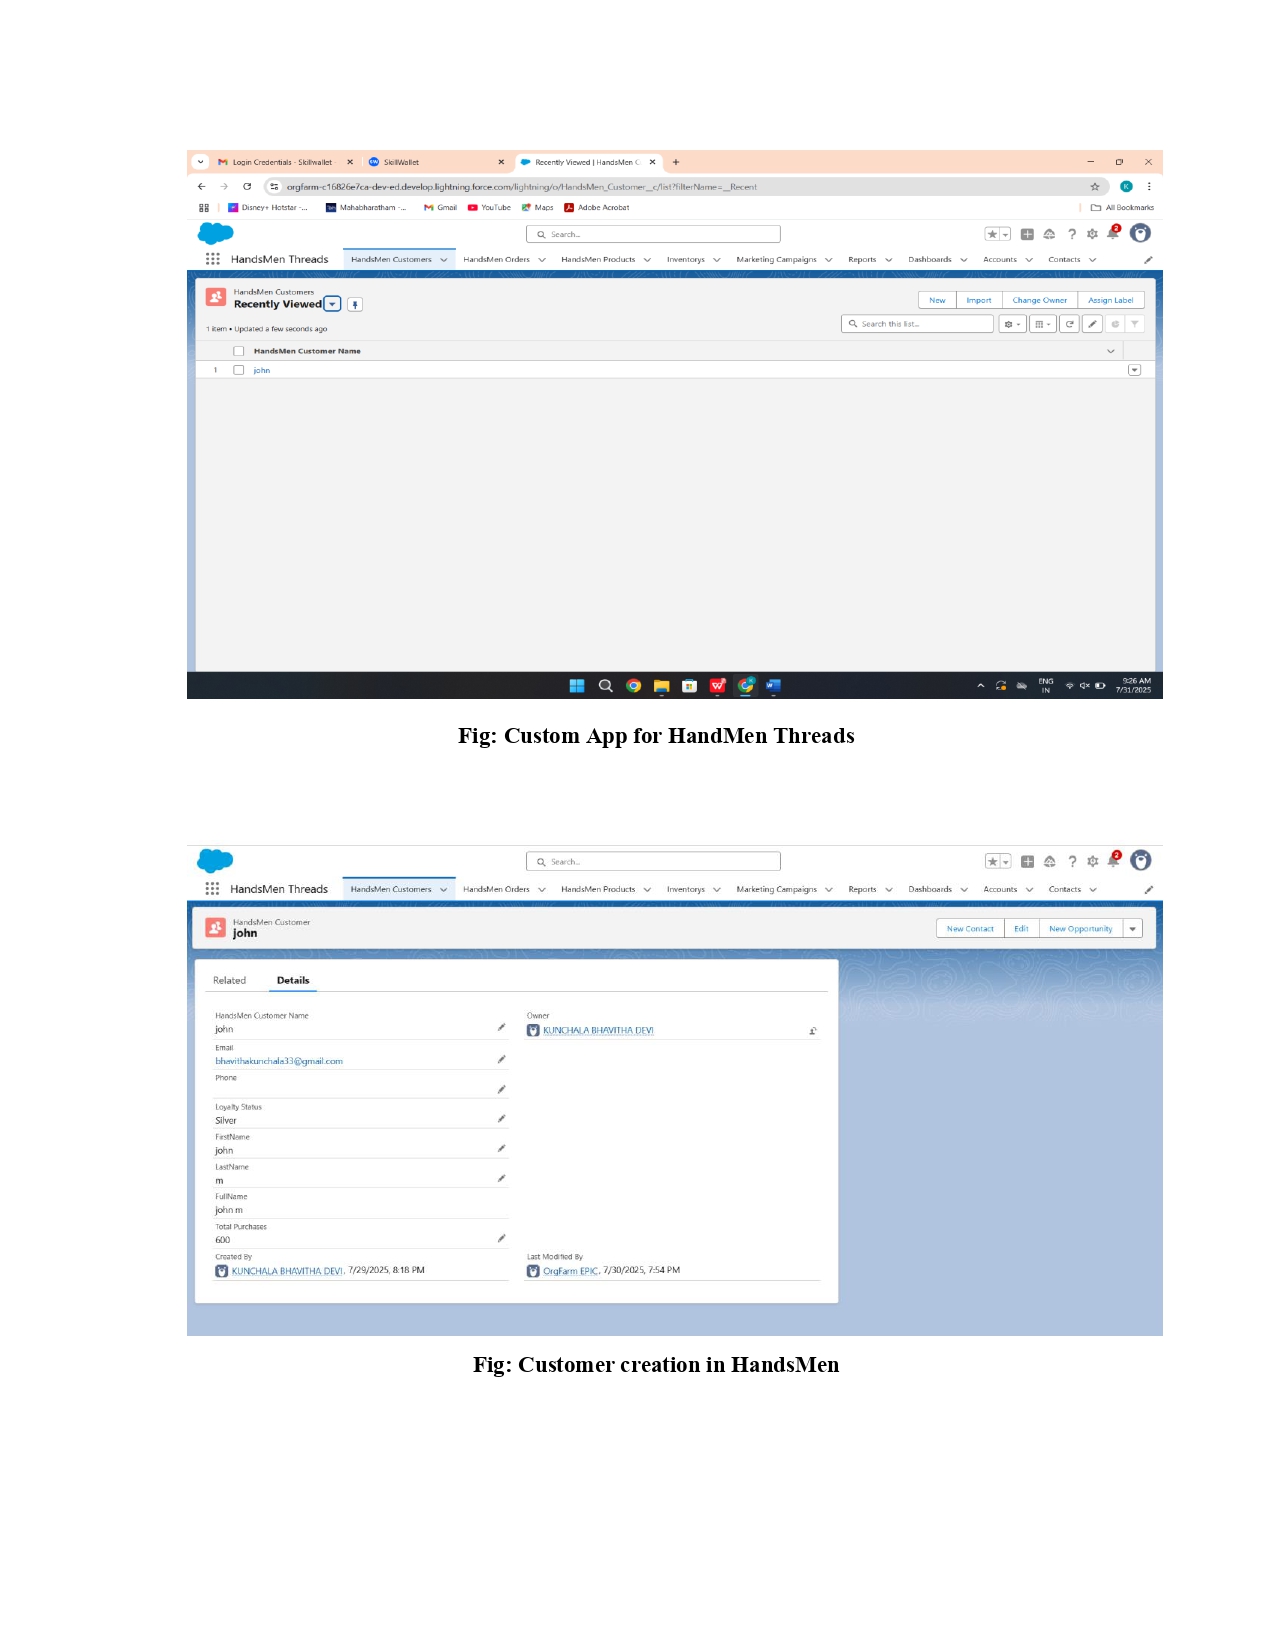 Login Credentials - Skillwallet
SkillWallet
Recently Viewed | HandsMen C
orgfarm-c16826e7ca-dev-ed.develop.lightning.force.com/lightning/o/HandsMen_Customer__c/list?filterName=__Recent
Disney+ Hotstar -... Mahabharatham -... Gmail YouTube Maps Adobe Acrobat All Bookmarks
Search...
2
HandsMen Threads HandsMen Customers HandsMen Orders HandsMen Products Inventorys Marketing Campaigns Reports Dashboards Accounts Contacts
HandsMen Customers
Recently Viewed
New Import Change Owner Assign Label
1 item • Updated a few seconds ago
Search this list...
HandsMen Customer Name
1 john
ENG
IN
9:26 AM
7/31/2025
Fig: Custom App for HandMen Threads
Search...
2
HandsMen Threads HandsMen Customers HandsMen Orders HandsMen Products Inventorys Marketing Campaigns Reports Dashboards Accounts Contacts
HandsMen Customer
john
New Contact Edit New Opportunity
Related Details
HandsMen Customer Name
john
Owner
KUNCHALA BHAVITHA DEVI
Email
bhavithakunchala33@gmail.com
Phone
Loyalty Status
Silver
FirstName
john
LastName
m
FullName
john m
Total Purchases
600
Created By
KUNCHALA BHAVITHA DEVI, 7/29/2025, 8:18 PM
Last Modified By
OrgFarm EPIC, 7/30/2025, 7:54 PM
Fig: Customer creation in HandsMen